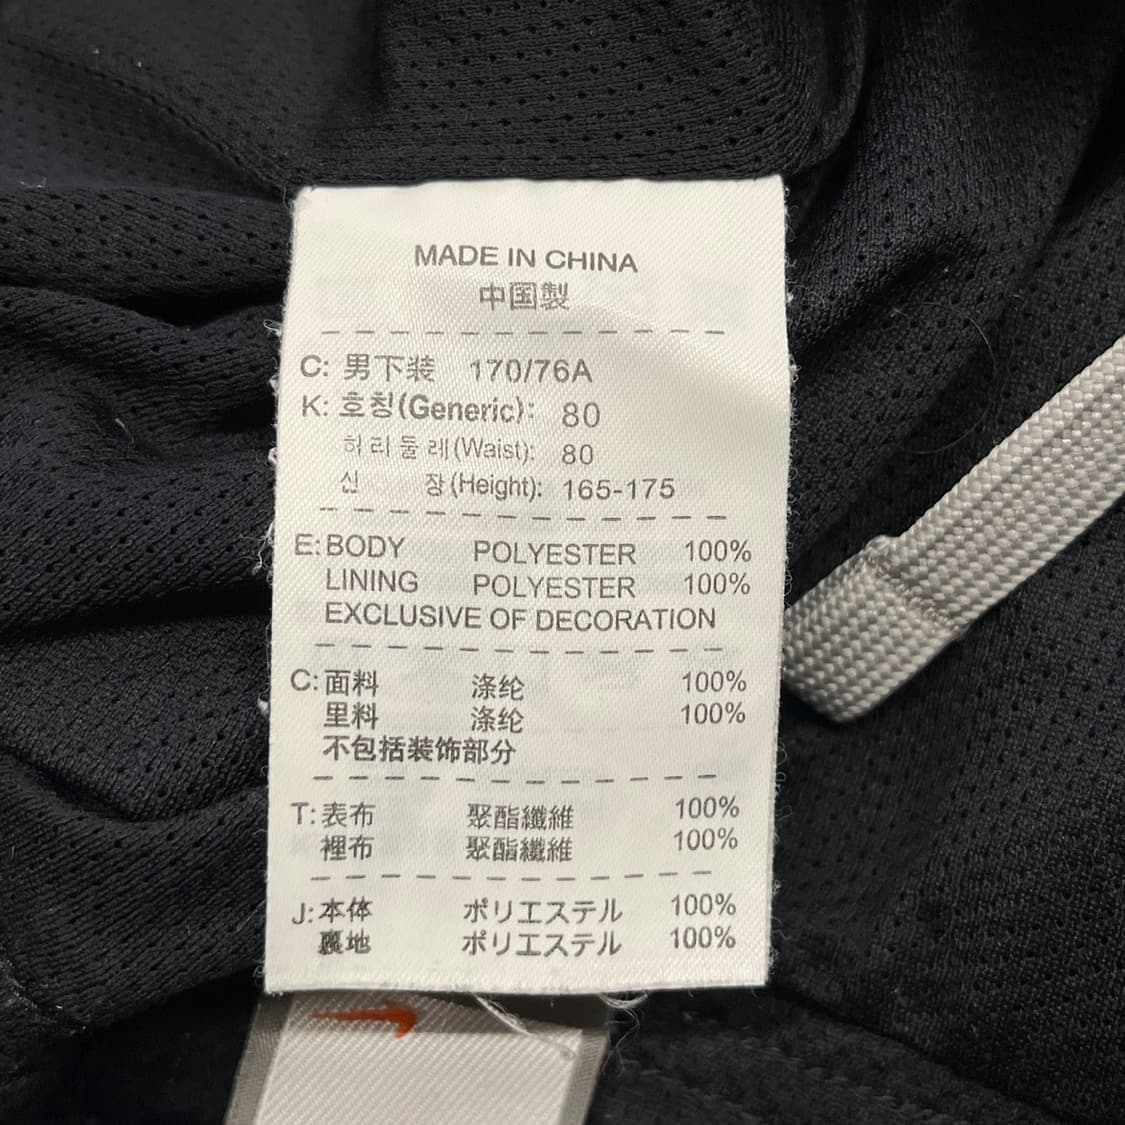 MADE IN CHINA
中国製
C: 男下装 170/76A
K: 호칭(Generic): 80
허리둘레(Waist): 80
신 장(Height): 165-175
E: BODY POLYESTER 100%
LINING POLYESTER 100%
EXCLUSIVE OF DECORATION
C: 面料 涤纶 100%
里料 涤纶 100%
不包括装饰部分
T: 表布 聚酯纖維 100%
裡布 聚酯纖維 100%
J: 本体 ポリエステル 100%
裏地 ポリエステル 100%